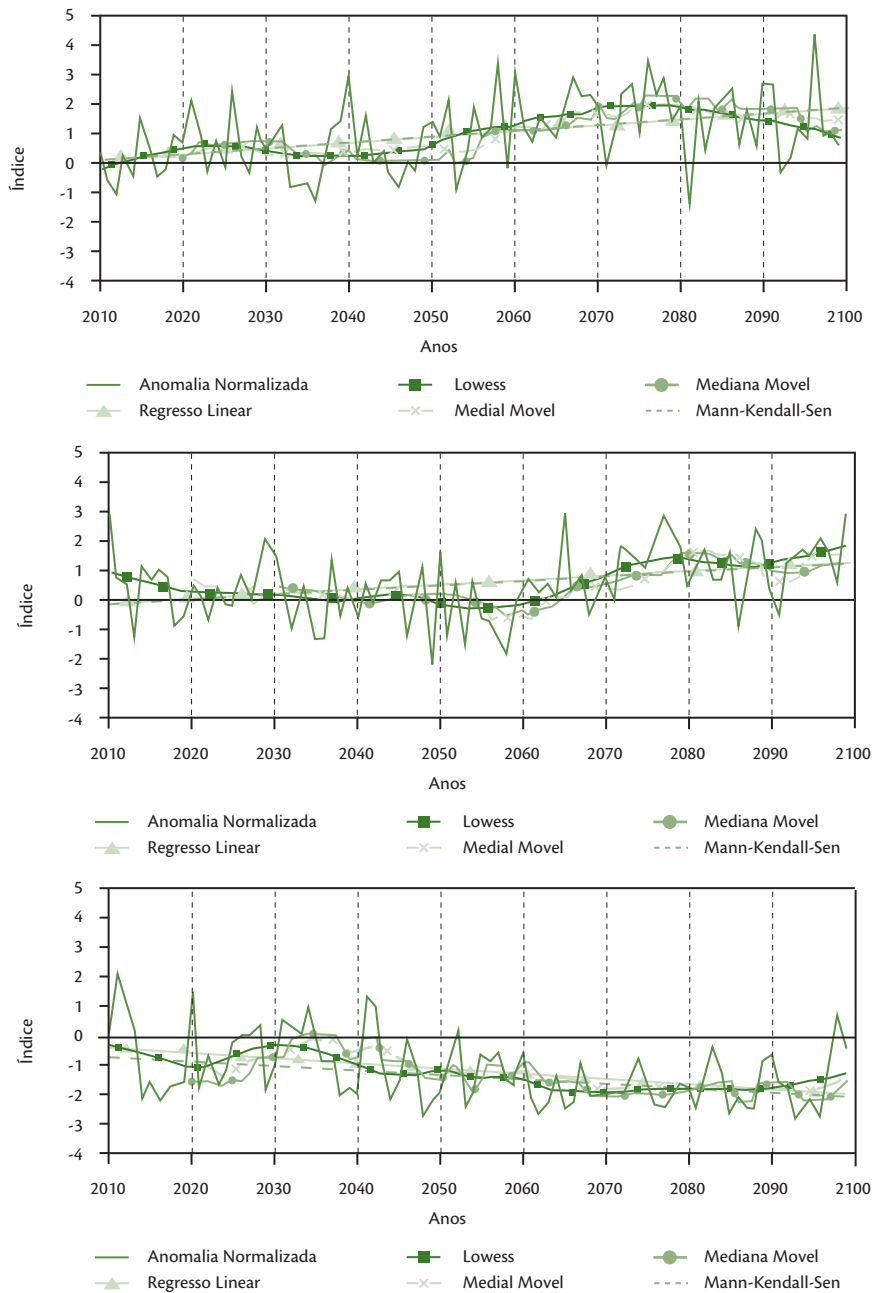 5
4
3
2
1
0
-1
-2
-3
-4
Índice
2010 2020 2030 2040 2050 2060 2070 2080 2090 2100
Anos
Anomalia Normalizada Lowess Mediana Movel
Regresso Linear Medial Movel Mann-Kendall-Sen
5
4
3
2
1
0
-1
-2
-3
-4
Índice
2010 2020 2030 2040 2050 2060 2070 2080 2090 2100
Anos
Anomalia Normalizada Lowess Mediana Movel
Regresso Linear Medial Movel Mann-Kendall-Sen
5
4
3
2
1
0
-1
-2
-3
-4
Índice
2010 2020 2030 2040 2050 2060 2070 2080 2090 2100
Anos
Anomalia Normalizada Lowess Mediana Movel
Regresso Linear Medial Movel Mann-Kendall-Sen